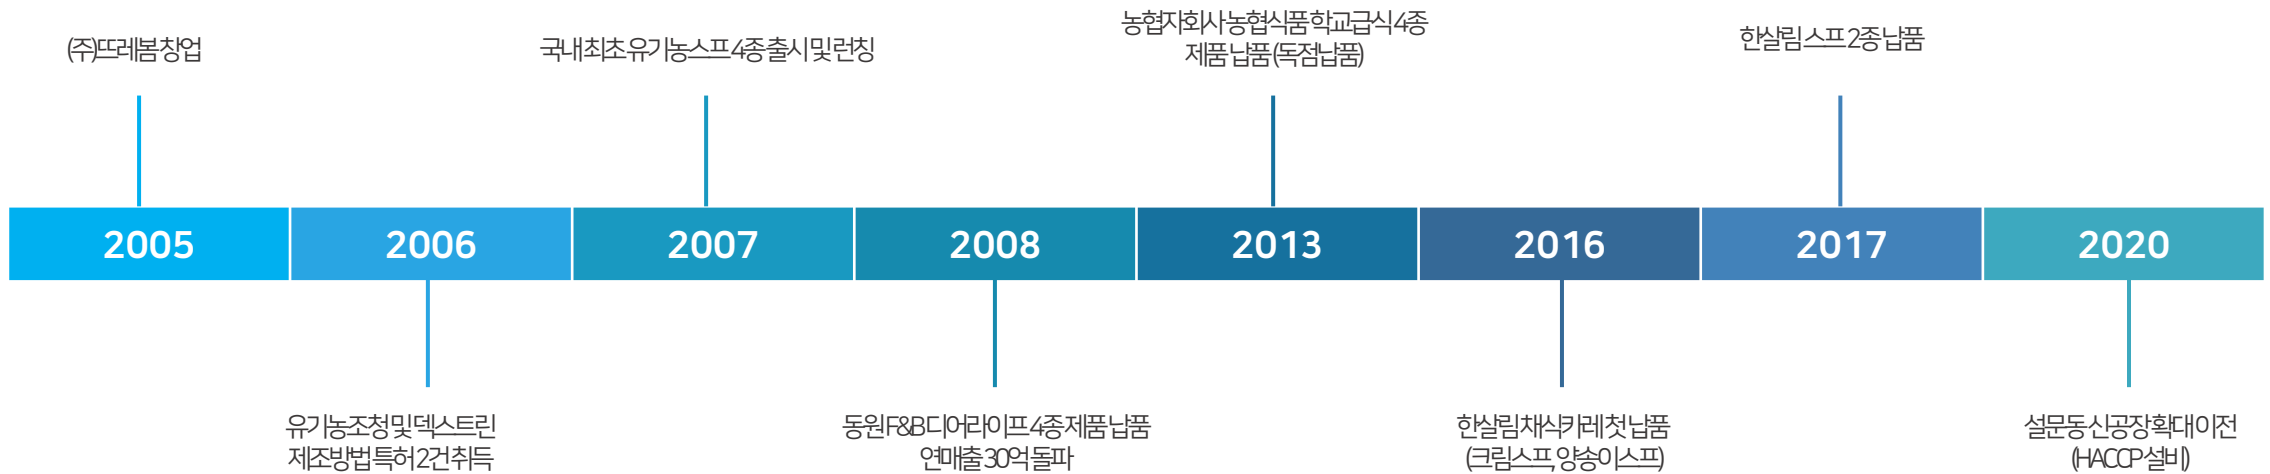 (주)뜨레봄 창업
국내 최초 유기농스프 4종 출시 및 런칭
농협자회사 농협식품 학교급식 4종
제품 납품 (독점납품)
한살림 스프 2종 납품
2005
2006
2007
2008
2013
2016
2017
2020
유기농조청 및 덱스트린
제조방법 특허 2건 취득
동원F&B 디어라이프 4종 제품 납품
연매출 30억 돌파
한살림 채식카레 첫 납품
(크림스프, 양송이스프)
설문동 신공장 확대 이전
(HACCP 설비)